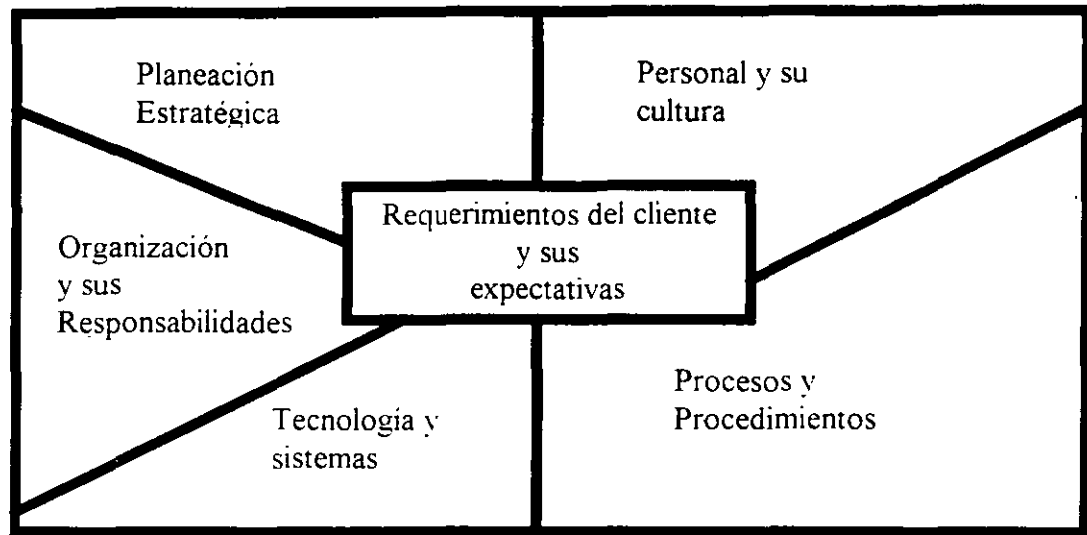 Planeación
Estratégica
Personal y su
cultura
Requerimientos del cliente
y sus
expectativas
Organización
y sus
Responsabilidades
Tecnología y
sistemas
Procesos y
Procedimientos